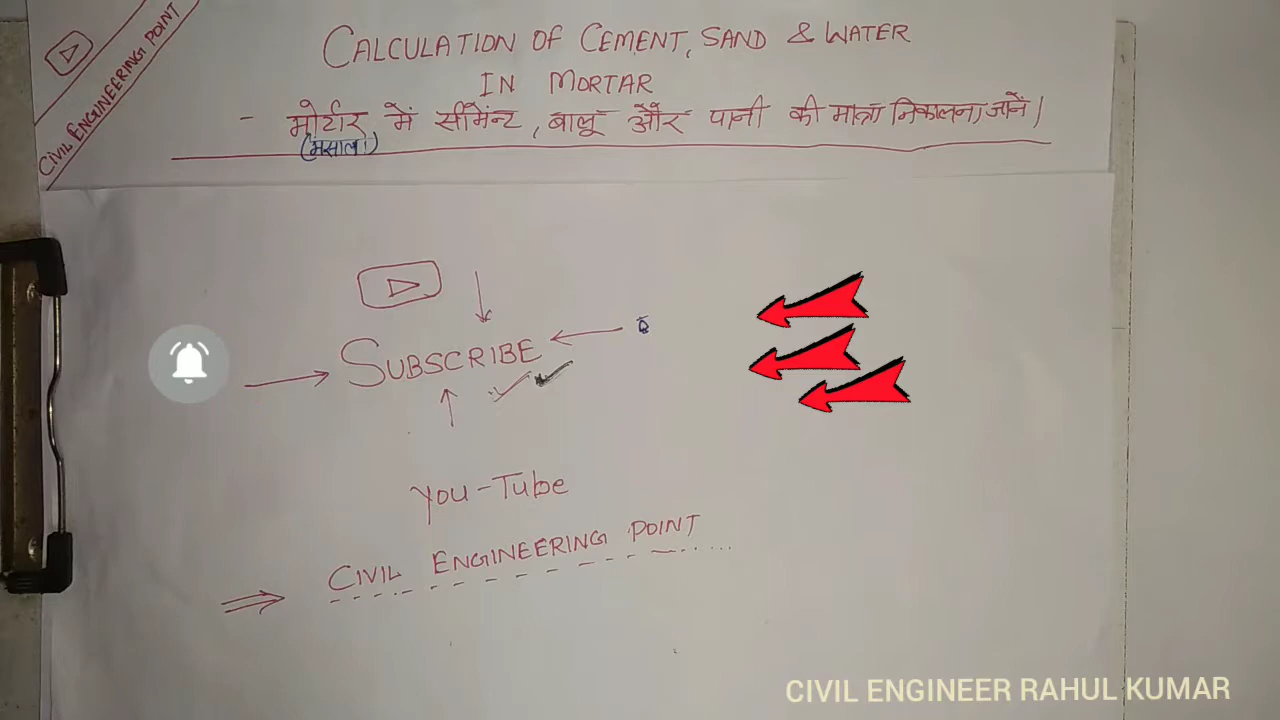 CIVIL ENGINEERING POINT
CALCULATION OF CEMENT, SAND & WATER
IN MORTAR
- मोर्टार में सीमेंन्ट, बालू और पानी की मात्रा निकालना जानें।
(मसाला)
SUBSCRIBE
You-Tube
CIVIL ENGINEERING POINT
CIVIL ENGINEER RAHUL KUMAR